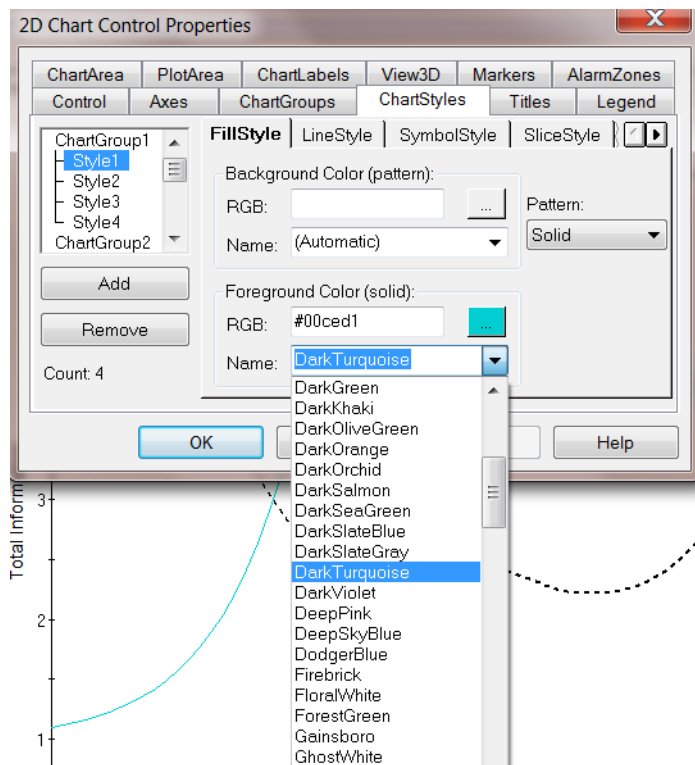 2D Chart Control Properties
X
ChartArea PlotArea ChartLabels View3D Markers AlarmZones
Control Axes ChartGroups ChartStyles Titles Legend
ChartGroup1
Style1
Style2
Style3
Style4
ChartGroup2
Add
Remove
Count: 4
FillStyle LineStyle SymbolStyle SliceStyle
Background Color (pattern):
RGB: ...
Name: (Automatic)
Pattern:
Solid
Foreground Color (solid):
RGB: #00ced1 ...
Name: DarkTurquoise
DarkGreen
DarkKhaki
DarkOliveGreen
DarkOrange
DarkOrchid
DarkSalmon
DarkSeaGreen
DarkSlateBlue
DarkSlateGray
DarkTurquoise
DarkViolet
DeepPink
DeepSkyBlue
DodgerBlue
Firebrick
FloralWhite
ForestGreen
Gainsboro
GhostWhite
OK Help
Total Inform
3
2
1